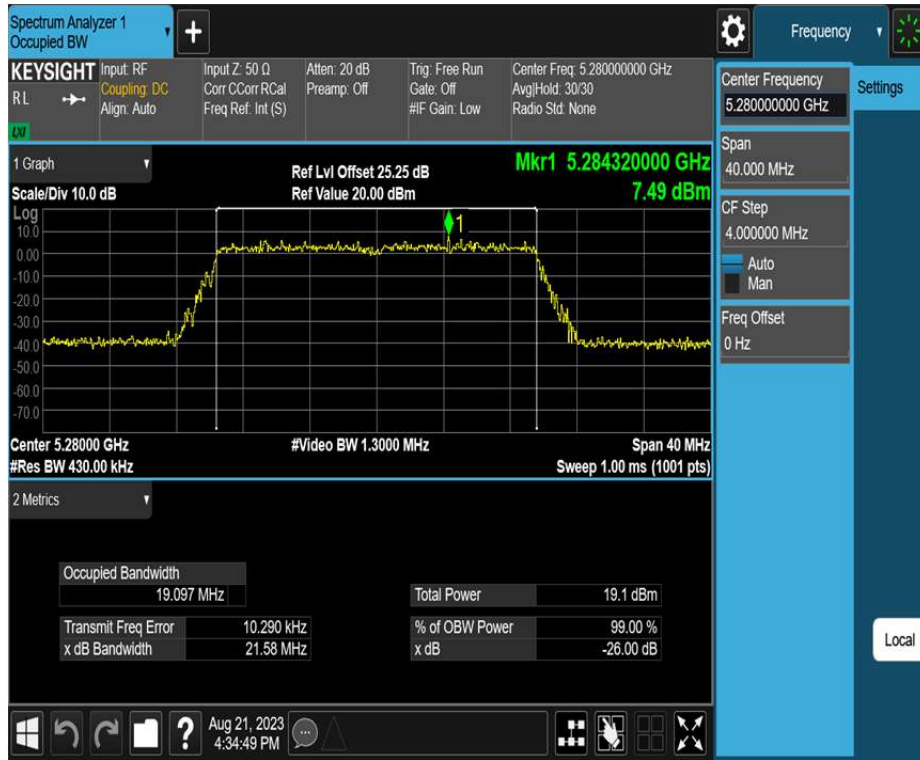 Spectrum Analyzer 1
Occupied BW
+
Frequency
KEYSIGHT
RL
LXI
Input: RF
Coupling: DC
Align: Auto
Input Z: 50 Ω
Corr CCorr RCal
Freq Ref: Int (S)
Atten: 20 dB
Preamp: Off
Trig: Free Run
Gate: Off
#IF Gain: Low
Center Freq: 5.280000000 GHz
Avg|Hold: 30/30
Radio Std: None
Center Frequency
5.280000000 GHz
Settings
Span
40.000 MHz
CF Step
4.000000 MHz
Auto
Man
Freq Offset
0 Hz
1 Graph
Scale/Div 10.0 dB
Ref Lvl Offset 25.25 dB
Ref Value 20.00 dBm
Mkr1 5.284320000 GHz
7.49 dBm
Log
1
10.0
0.00
-10.0
-20.0
-30.0
-40.0
-50.0
-60.0
-70.0
Center 5.28000 GHz
#Video BW 1.3000 MHz
Span 40 MHz
#Res BW 430.00 kHz
Sweep 1.00 ms (1001 pts)
2 Metrics
Occupied Bandwidth
19.097 MHz
Total Power 19.1 dBm
Transmit Freq Error 10.290 kHz
% of OBW Power 99.00 %
x dB Bandwidth 21.58 MHz
x dB -26.00 dB
Local
?
Aug 21, 2023
4:34:49 PM